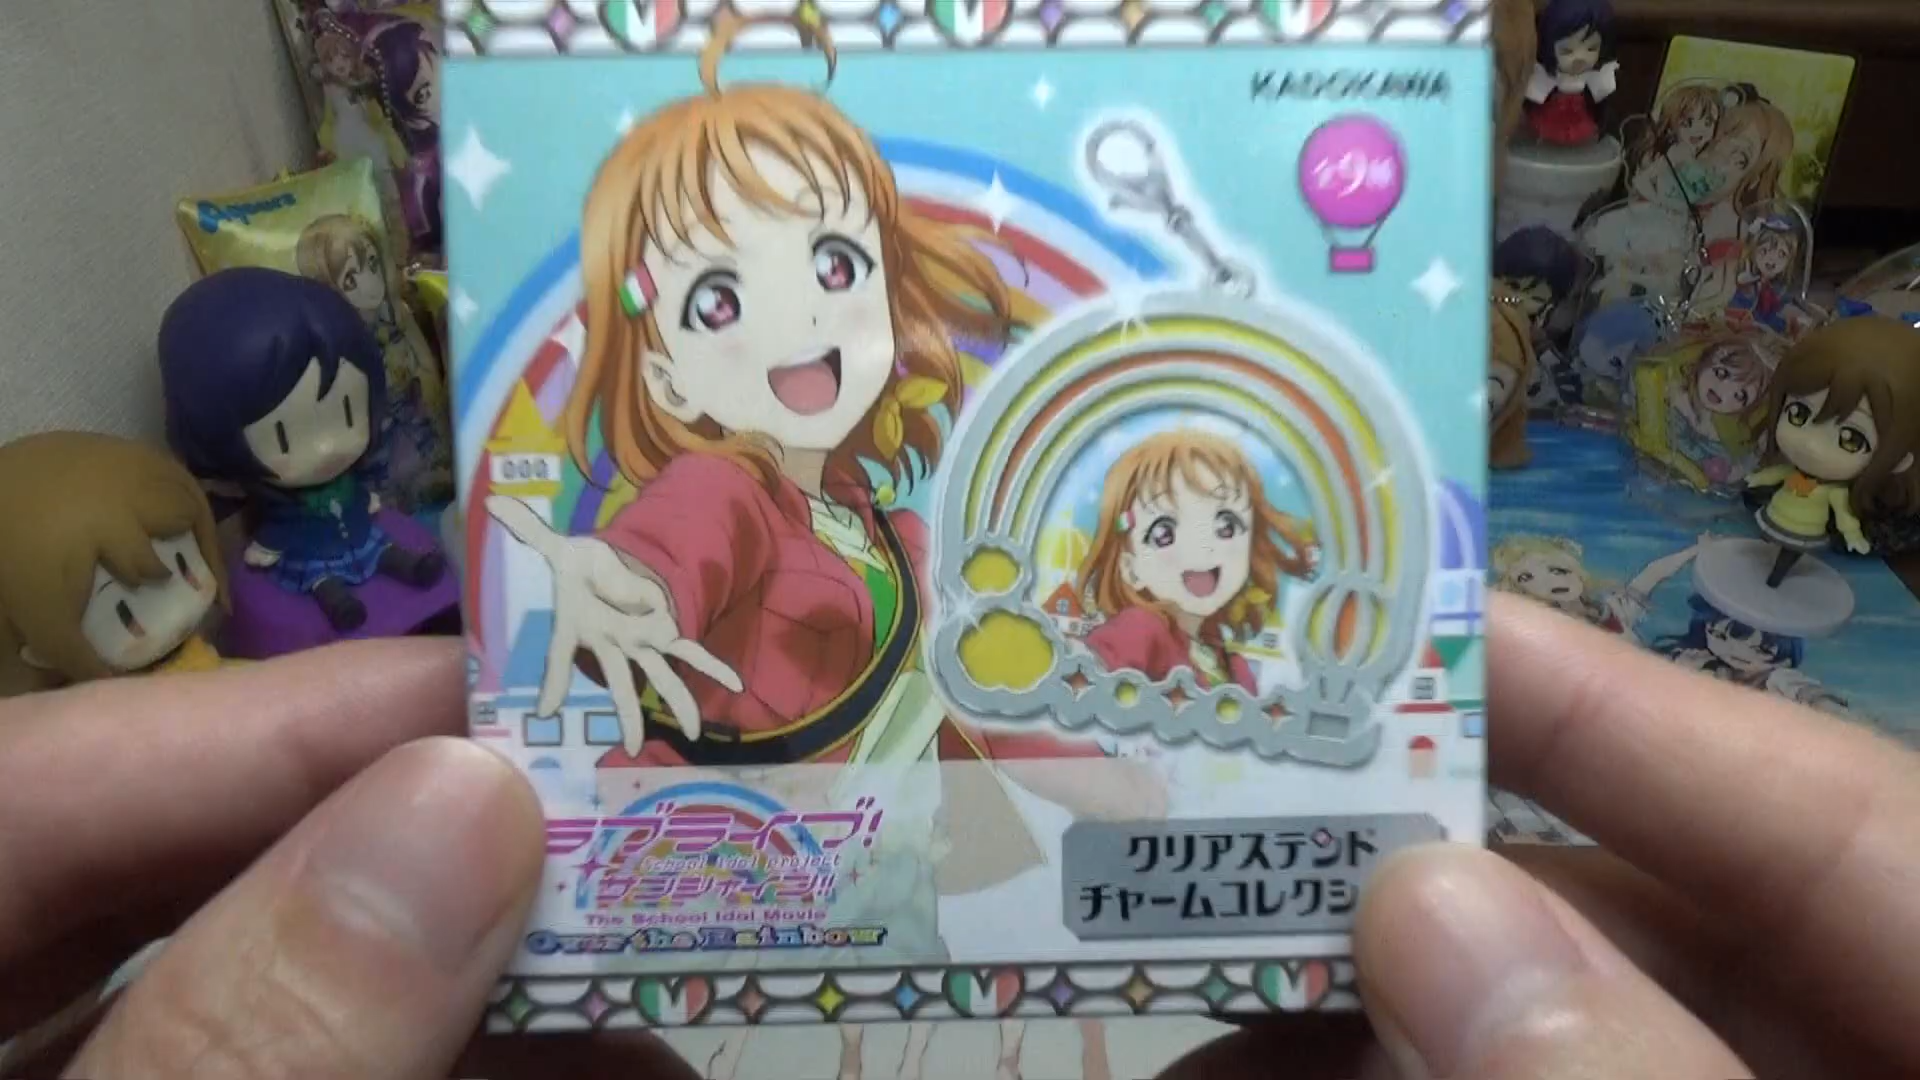 KADOKAWA
Aqours
ラブライブ!
School idol project
サンシャイン!!
The School Idol Movie
Over the Rainbow
クリアステンド
チャームコレクシ